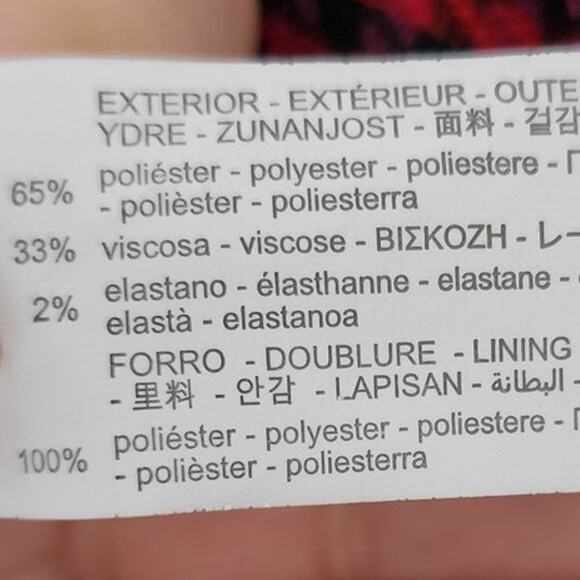 EXTERIOR - EXTÉRIEUR - OUTE
YDRE - ZUNANJOST - 面料 - 겉감
65% poliéster - polyester - poliestere -
- polièster - poliesterra
33% viscosa - viscose - ΒΙΣΚΟΖΗ - レー
2% elastano - élasthanne - elastane -
elastà - elastanoa
FORRO - DOUBLURE - LINING
- 里料 - 안감 - LAPISAN - البطانة -
100% poliéster - polyester - poliestere -
- polièster - poliesterra